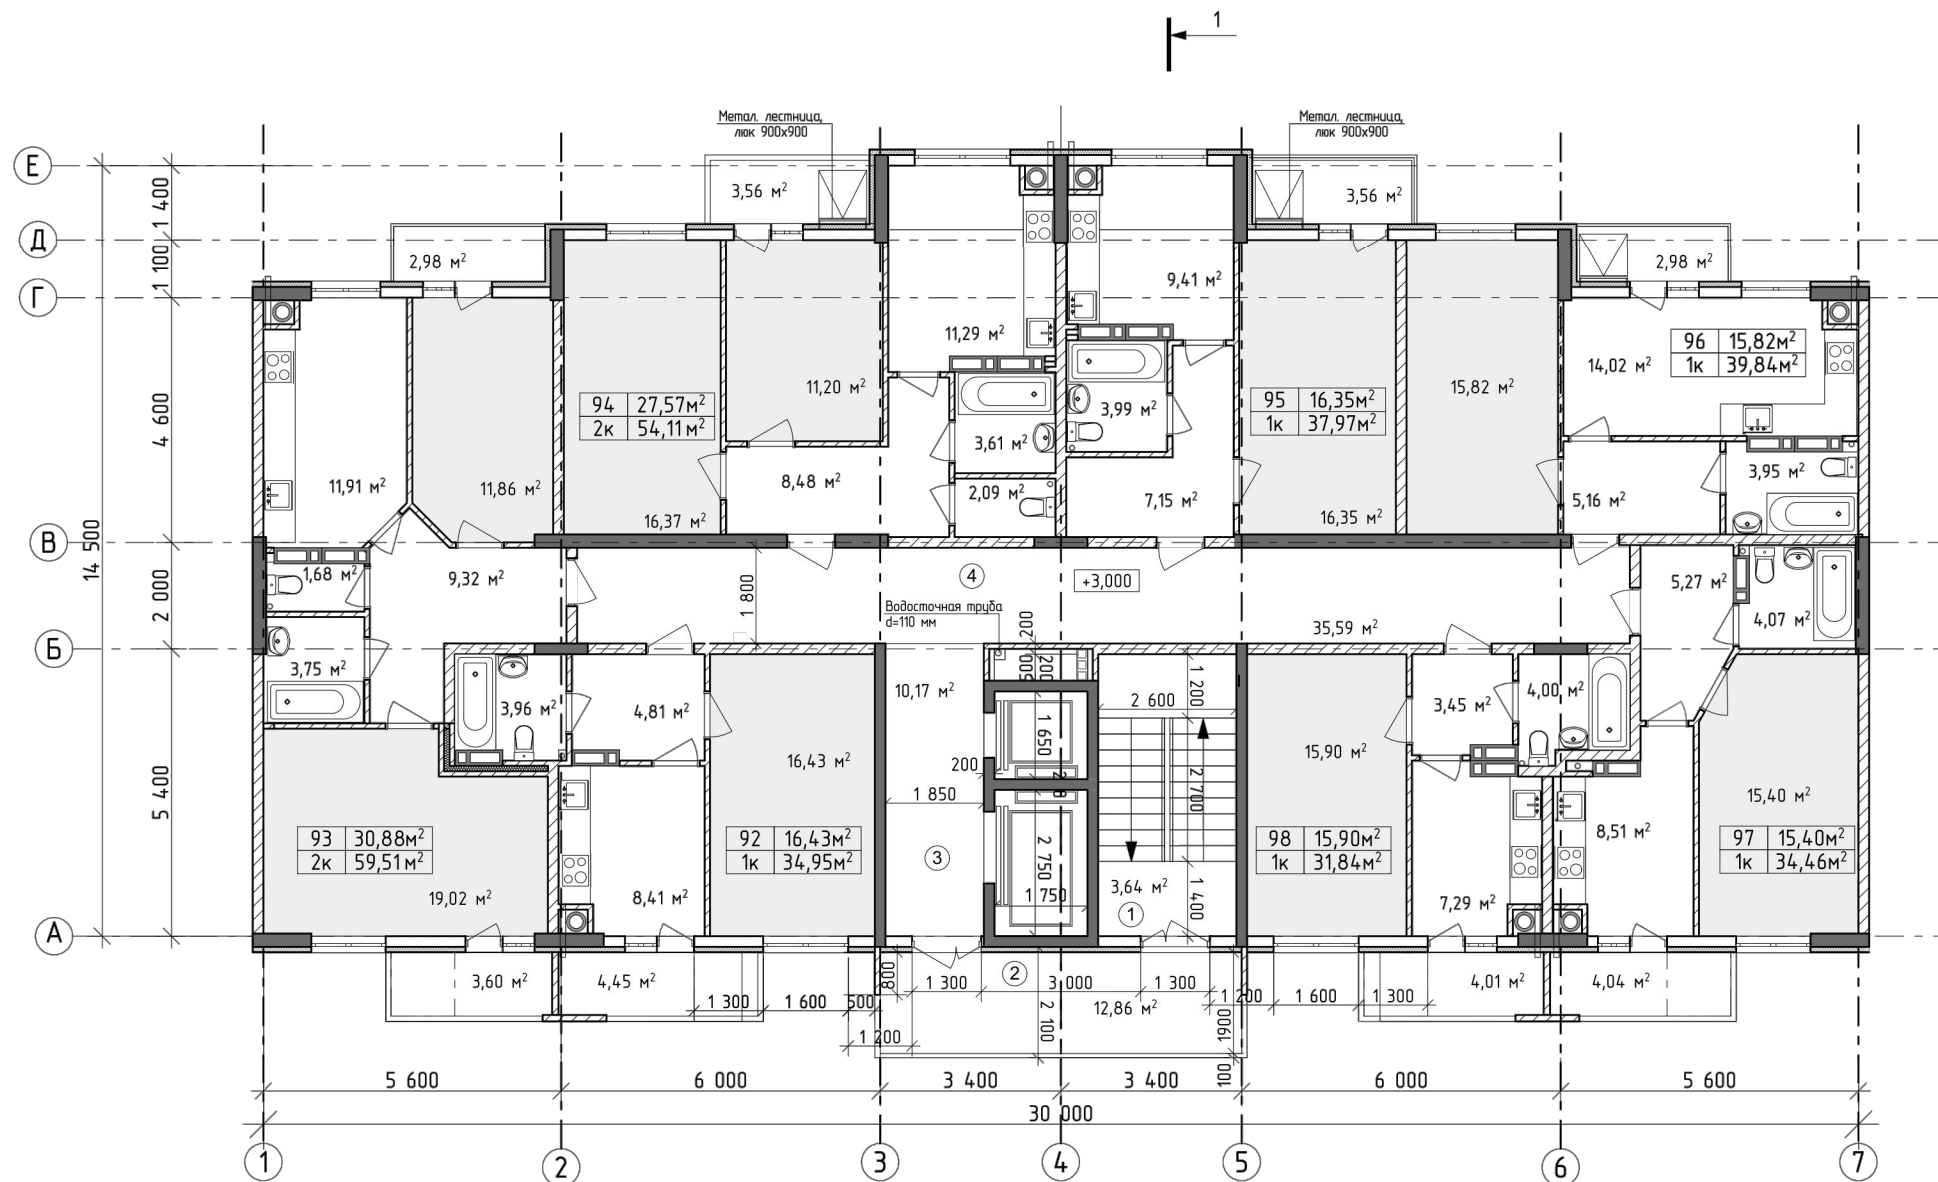 1
Метал. лестница,
люк 900х900
Метал. лестница,
люк 900х900
Е
Д
Г
В
Б
А
1 400
1 100
4 600
2 000
5 400
14 500
3,56 м²
3,56 м²
2,98 м²
2,98 м²
9,41 м²
11,29 м²
14,02 м²
96 15,82м²
1к 39,84м²
11,20 м²
15,82 м²
94 27,57м²
2к 54,11м²
95 16,35м²
1к 37,97м²
3,99 м²
3,61 м²
11,91 м²
11,86 м²
8,48 м²
2,09 м²
7,15 м²
5,16 м²
3,95 м²
16,37 м²
16,35 м²
1,68 м²
9,32 м²
1 800
4
+3,000
5,27 м²
Водосточная труба
d=110 мм
200
35,59 м²
4,07 м²
3,75 м²
10,17 м²
500
200
1 200
3,96 м²
4,81 м²
2 600
3,45 м²
4,00 м²
16,43 м²
200
1 650
2 700
15,90 м²
15,40 м²
1 850
93 30,88м²
2к 59,51м²
92 16,43м²
1к 34,95м²
3
2 750
98 15,90м²
1к 31,84м²
8,51 м²
97 15,40м²
1к 34,46м²
19,02 м²
8,41 м²
1 750
3,64 м²
1
1 400
7,29 м²
3,60 м²
4,45 м²
800
1 300
2
3 000
1 300
4,01 м²
4,04 м²
1 300
1 600
500
12,86 м²
1 200
1 600
1 300
1 200
2 100
1900
100
5 600
6 000
3 400
3 400
6 000
5 600
30 000
1
2
3
4
5
6
7